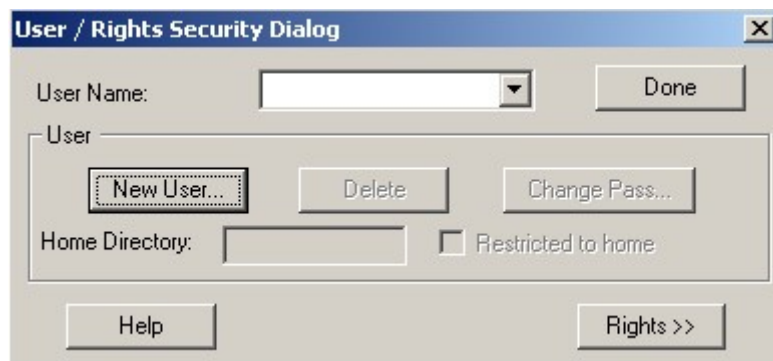 User / Rights Security Dialog
User Name:
Done
User
New User...
Delete
Change Pass...
Home Directory:
Restricted to home
Help
Rights >>